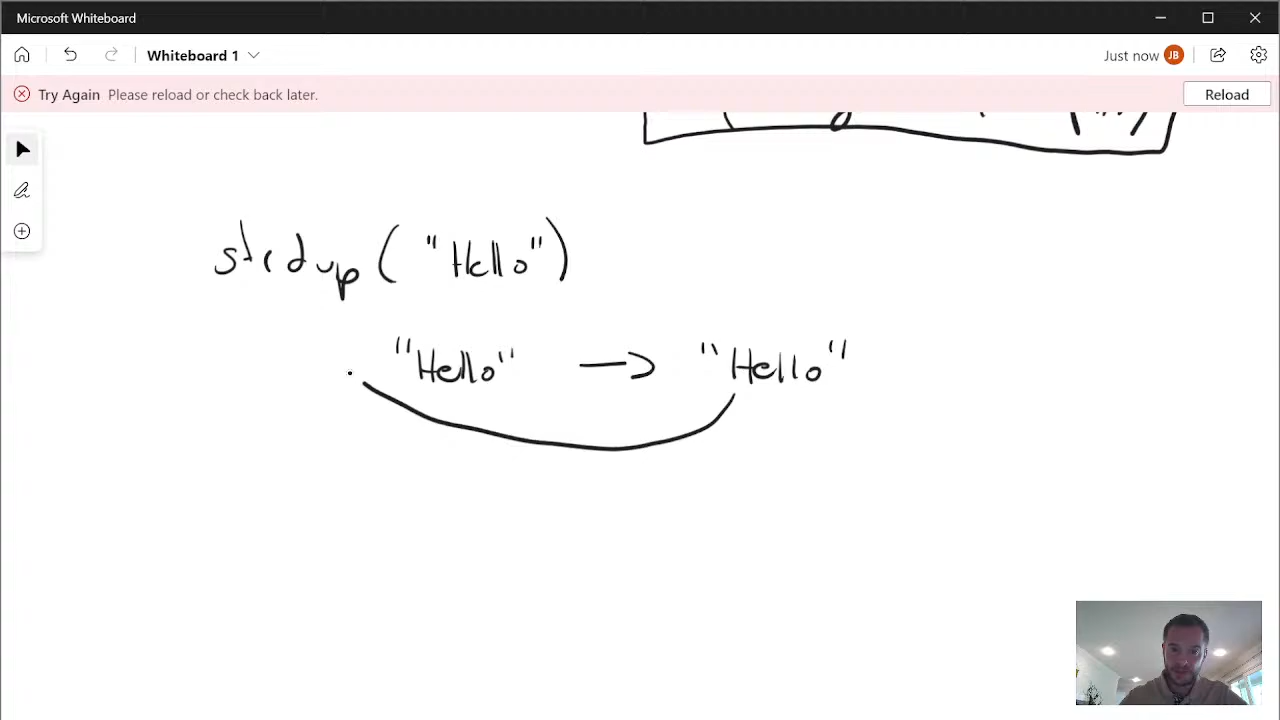 Microsoft Whiteboard
Whiteboard 1
Just now JB
Try Again Please reload or check back later.
Reload
strdup ( "Hello")
"Hello" → "Hello"